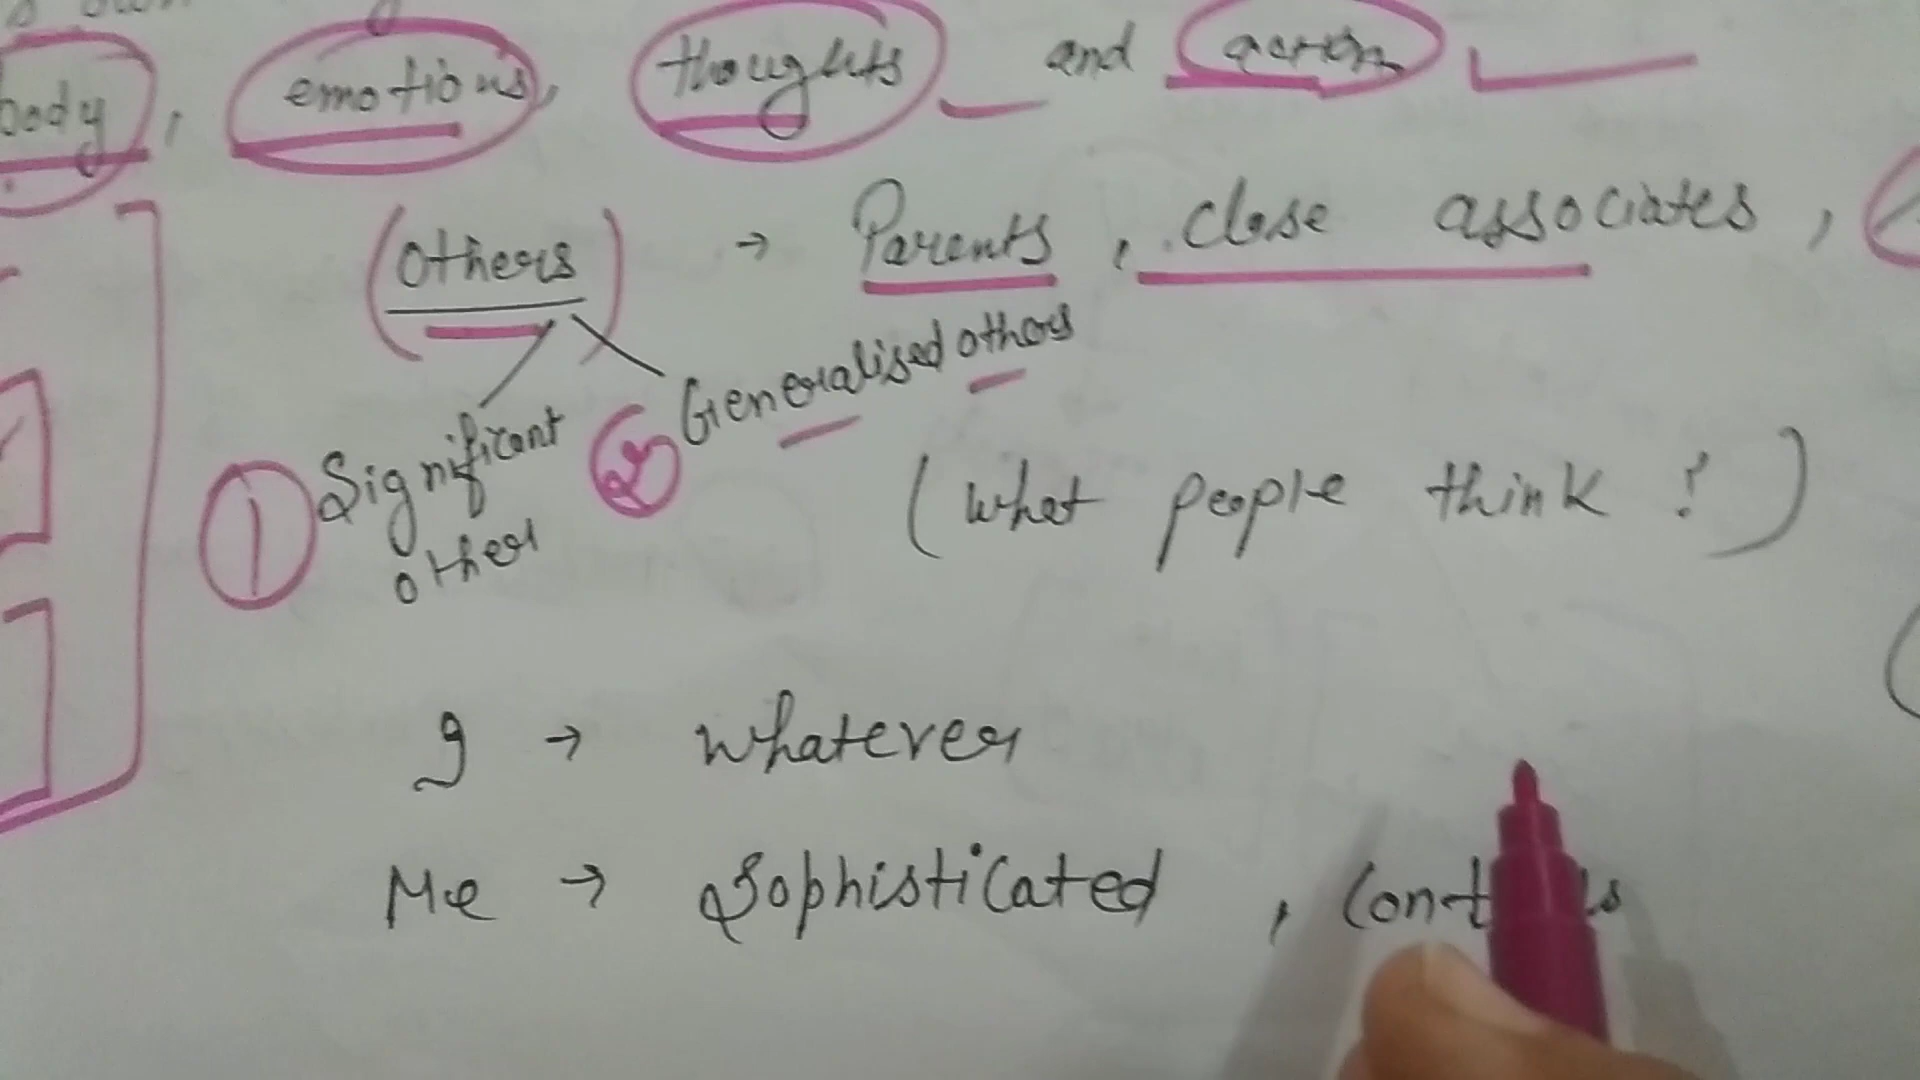 body, emotions, thoughts and action
(Others) → Parents, close associates,
① Significant other
② Generalised others
(what people think ?)
I → Whatever
Me → Sophisticated,